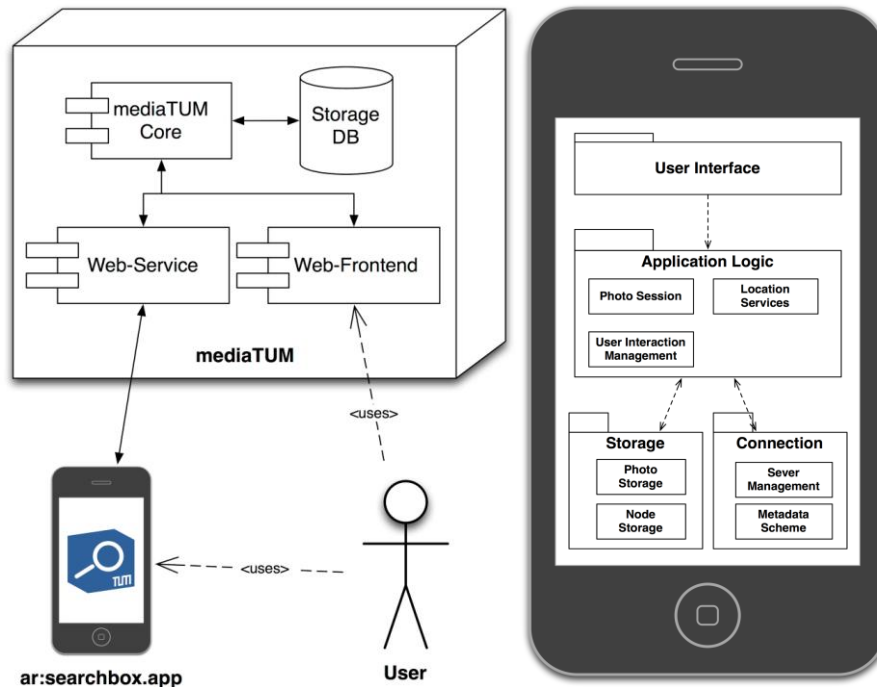 mediaTUM
Core
Storage
DB
Web-Service
Web-Frontend
mediaTUM
<uses>
<uses>
TUM
ar:searchbox.app
User
User Interface
Application Logic
Photo Session
Location
Services
User Interaction
Management
Storage
Photo
Storage
Node
Storage
Connection
Sever
Management
Metadata
Scheme